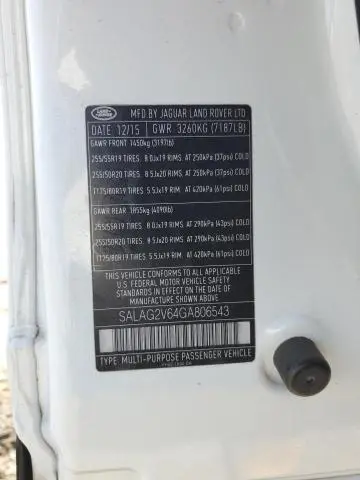 LAND ROVER
MFD.BY JAGUAR LAND ROVER LTD
DATE: 12/15 GWR 3260KG (7187LB)
GAWR FRONT 1450kg (3197lb)
255/55R19 TIRES. 8.0Jx19 RIMS. AT 250kPA (37psi) COLD
255/50R20 TIRES. 8.5Jx20 RIMS. AT 250kPA (37psi) COLD
T175/80R19 TIRES 5.5Jx19 RIM. AT 420kPA (61psi) COLD
GAWR REAR 1855kg (4090lb)
255/55R19 TIRES. 8.0Jx19 RIMS. AT 290kPA (43psi) COLD
255/50R20 TIRES. 8.5Jx20 RIMS. AT 290kPA (43psi) COLD
T175/80R19 TIRES 5.5Jx19 RIM. AT 420kPA (61psi) COLD
THIS VEHICLE CONFORMS TO ALL APPLICABLE
U.S. FEDERAL MOTOR VEHICLE SAFETY
STANDARDS IN EFFECT ON THE DATE OF
MANUFACTURE SHOWN ABOVE
SALAG2V64GA806543
TYPE: MULTI-PURPOSE PASSENGER VEHICLE